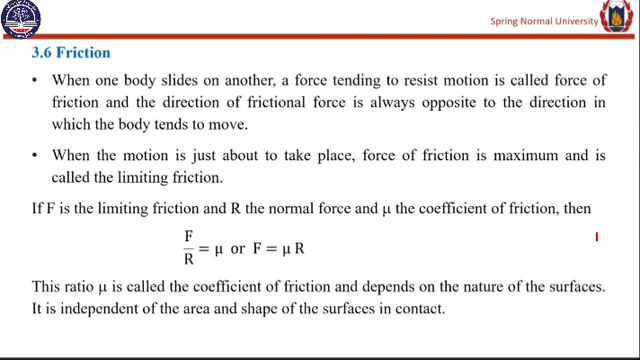 Spring Normal University
3.6 Friction
• When one body slides on another, a force tending to resist motion is called force of
friction and the direction of frictional force is always opposite to the direction in
which the body tends to move.
• When the motion is just about to take place, force of friction is maximum and is
called the limiting friction.
If F is the limiting friction and R the normal force and μ the coefficient of friction, then
F
R = μ or F = μ R
This ratio μ is called the coefficient of friction and depends on the nature of the surfaces.
It is independent of the area and shape of the surfaces in contact.